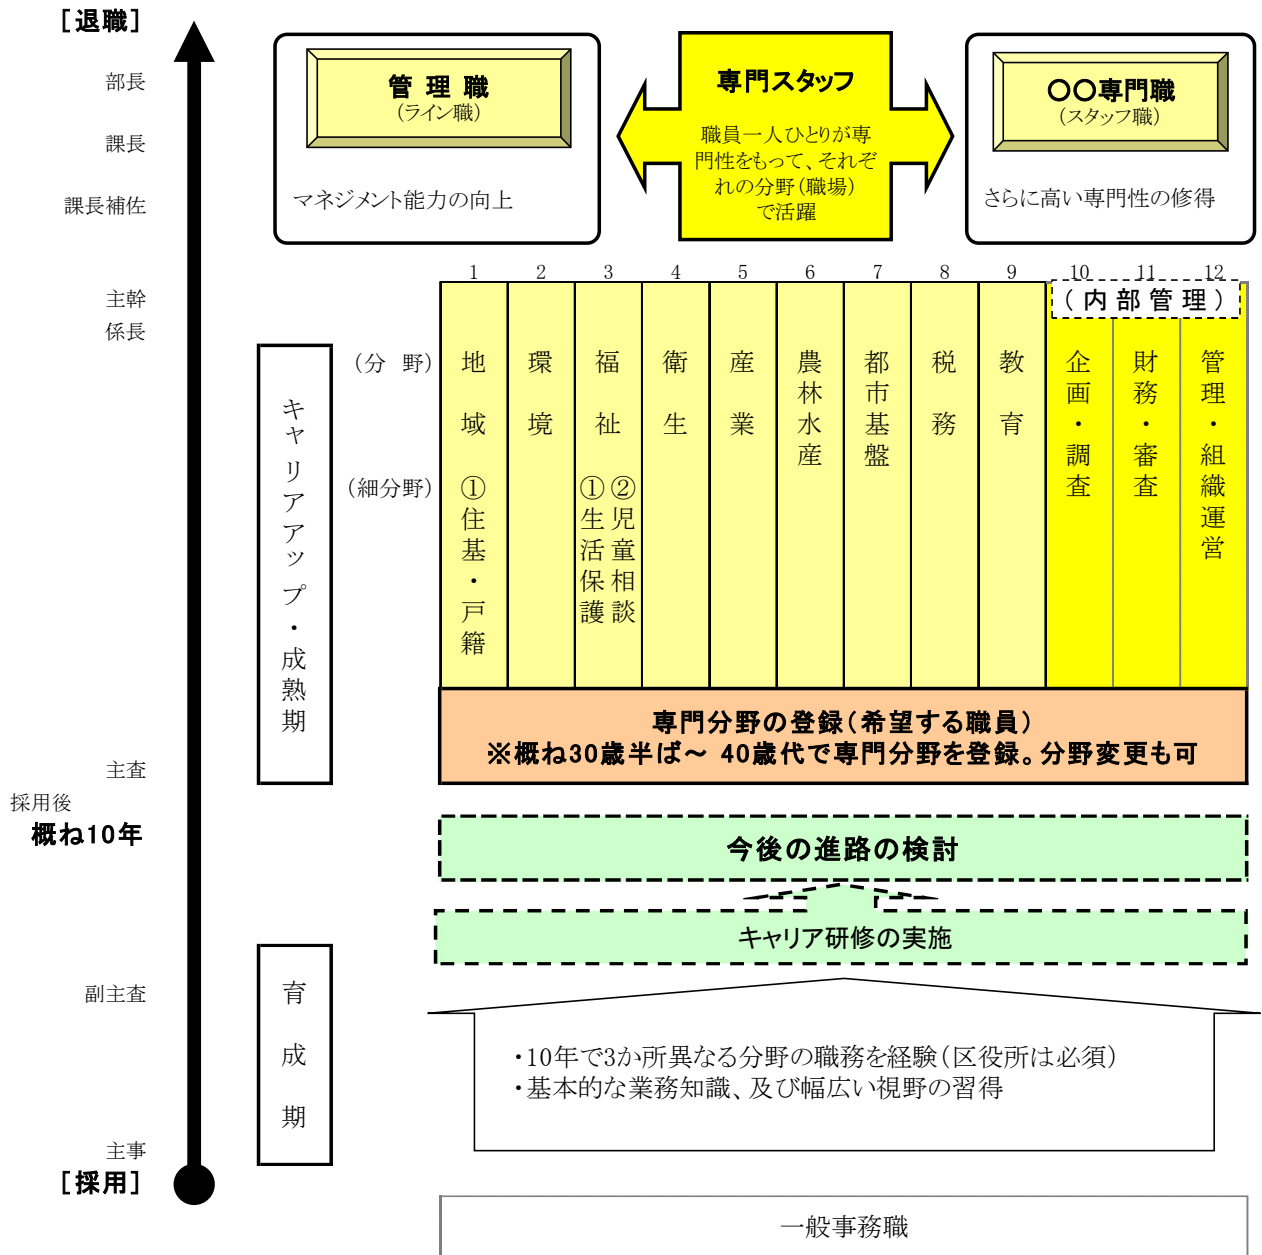 ［退職］
部長
課長
課長補佐
主幹
係長
主査
採用後
概ね10年
副主査
主事
［採用］
管 理 職
（ライン職）
マネジメント能力の向上
専門スタッフ
職員一人ひとりが専
門性をもって、それぞ
れの分野（職場）
で活躍
〇〇専門職
（スタッフ職）
さらに高い専門性の修得
1 2 3 4 5 6 7 8 9 10 11 12
（ 内 部 管 理 ）
キャリアアップ・成熟期
（分　野）
（細分野）
地　域
①住基・戸籍
環　境
福　祉
①生活保護
②児童相談
衛　生
産　業
農林水産
都市基盤
税　務
教　育
企画・調査
財務・審査
管理・組織運営
専門分野の登録（希望する職員）
※概ね30歳半ば～ 40歳代で専門分野を登録。分野変更も可
今後の進路の検討
キャリア研修の実施
育　成　期
・10年で3か所異なる分野の職務を経験（区役所は必須）
・基本的な業務知識、及び幅広い視野の習得
一般事務職